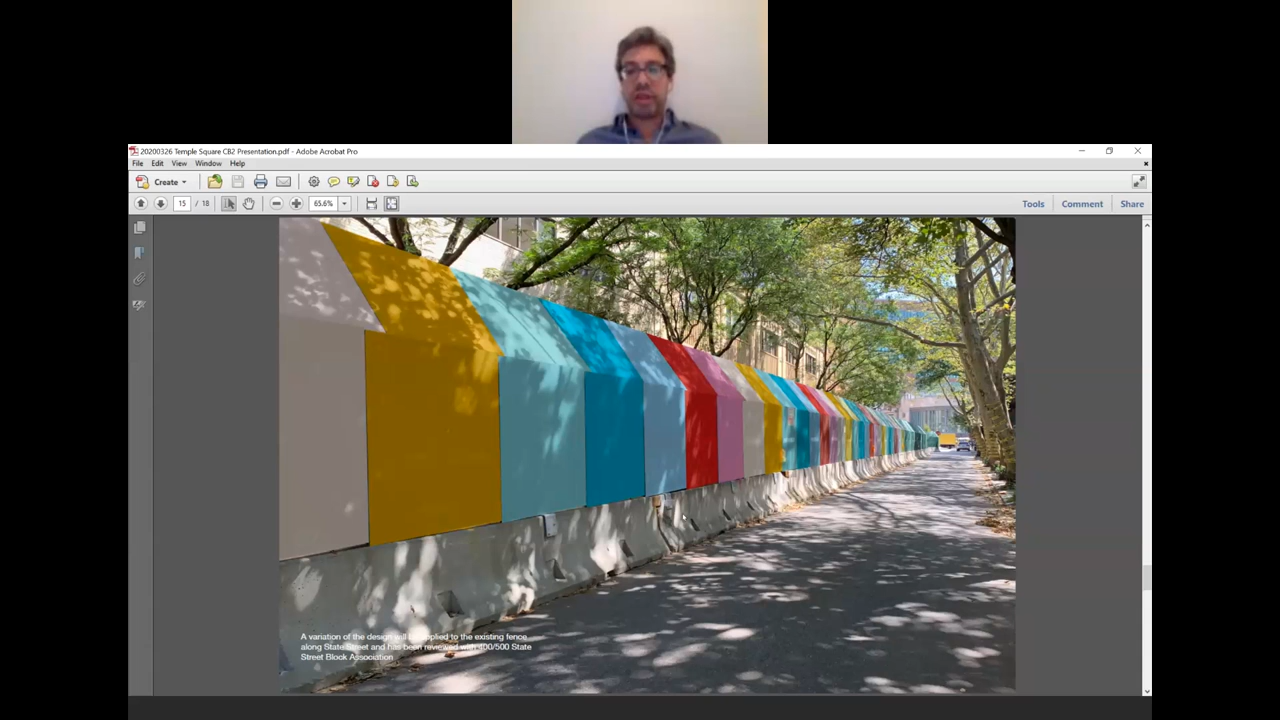 20200326 Temple Square CB2 Presentation.pdf - Adobe Acrobat Pro
File Edit View Window Help
Create
15 / 18 65.6% Tools Comment Share
A variation of the design will be applied to the existing fence
along State Street and has been reviewed with 400/500 State
Street Block Association